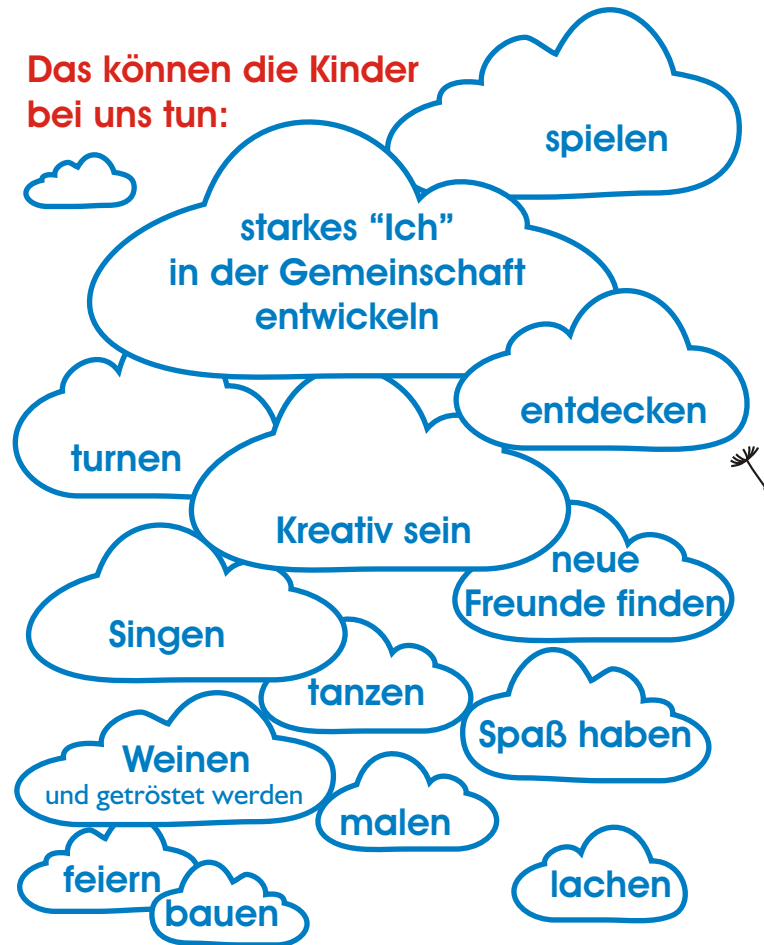 Das können die Kinder
bei uns tun:
spielen
starkes “Ich”
in der Gemeinschaft
entwickeln
entdecken
turnen
Kreativ sein
neue
Freunde finden
Singen
tanzen
Spaß haben
Weinen
und getröstet werden
malen
feiern
bauen
lachen